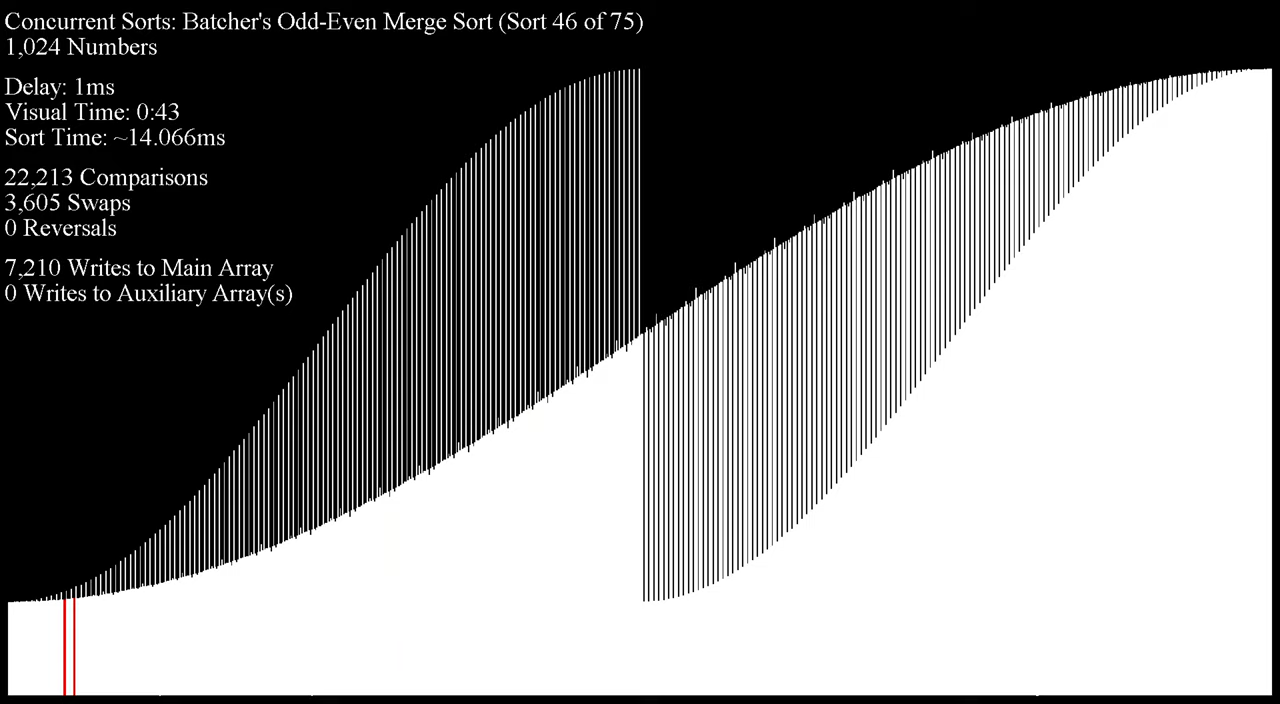 Concurrent Sorts: Batcher's Odd-Even Merge Sort (Sort 46 of 75)
1,024 Numbers
Delay: 1ms
Visual Time: 0:43
Sort Time: ~14.066ms
22,213 Comparisons
3,605 Swaps
0 Reversals
7,210 Writes to Main Array
0 Writes to Auxiliary Array(s)